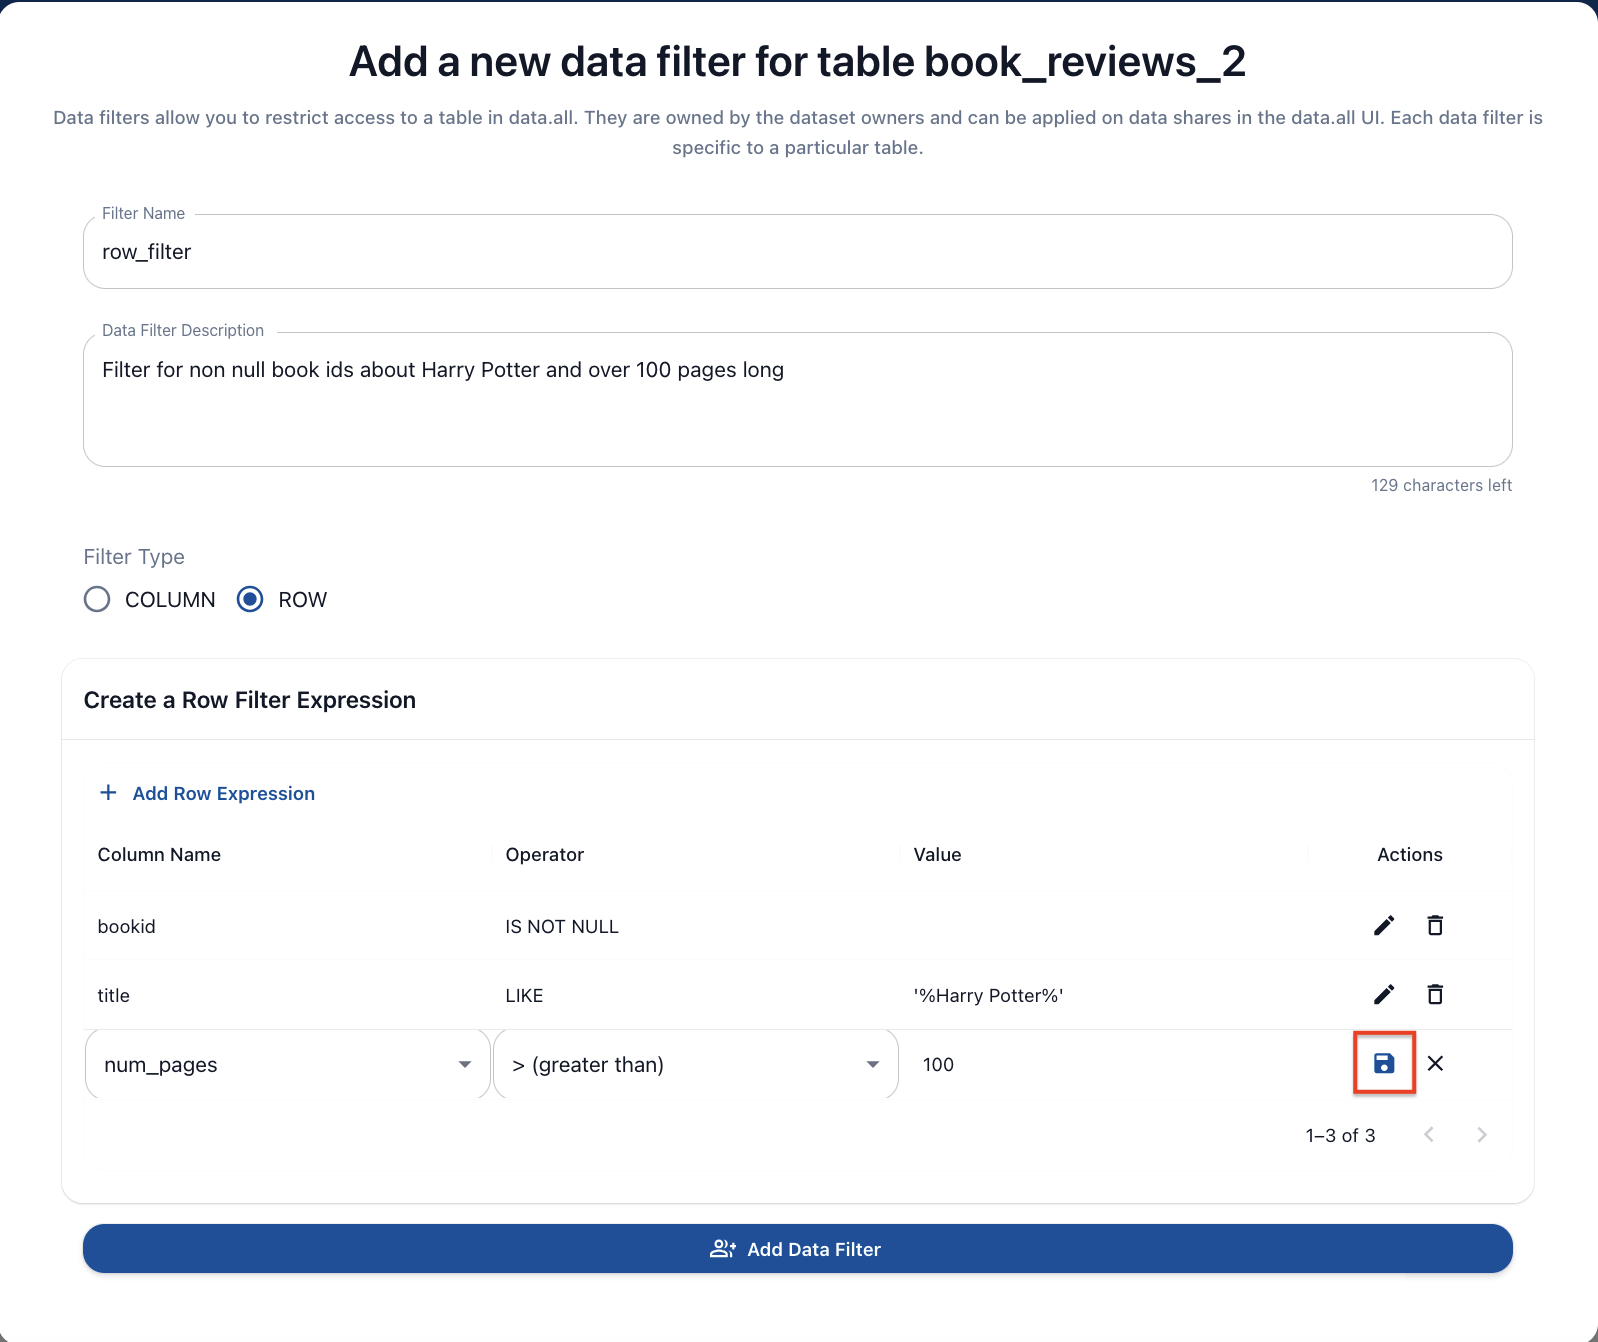 Add a new data filter for table book_reviews_2
Data filters allow you to restrict access to a table in data.all. They are owned by the dataset owners and can be applied on data shares in the data.all UI. Each data filter is
specific to a particular table.
Filter Name
row_filter
Data Filter Description
Filter for non null book ids about Harry Potter and over 100 pages long
129 characters left
Filter Type
COLUMN ROW
Create a Row Filter Expression
+ Add Row Expression
Column Name Operator Value Actions
bookid IS NOT NULL
title LIKE '%Harry Potter%'
num_pages > (greater than) 100
1–3 of 3
Add Data Filter